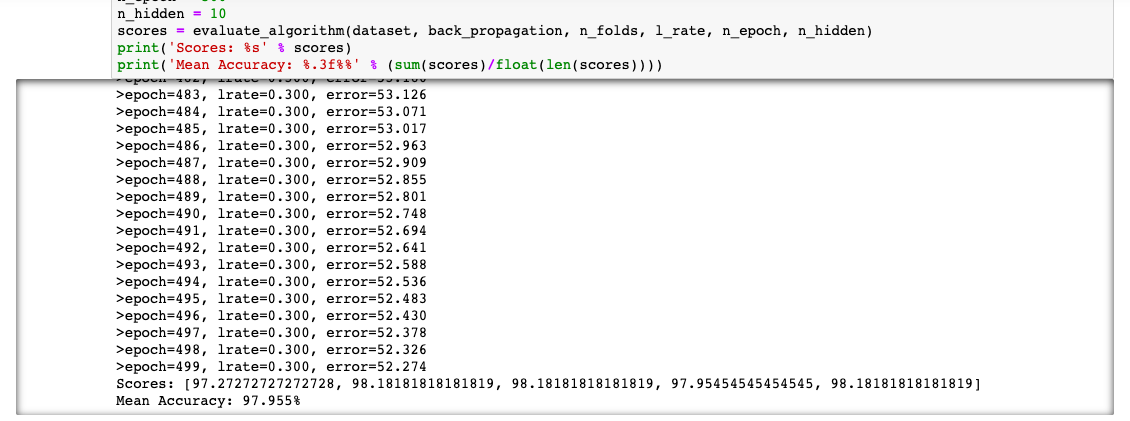 n_hidden = 10
scores = evaluate_algorithm(dataset, back_propagation, n_folds, l_rate, n_epoch, n_hidden)
print('Scores: %s' % scores)
print('Mean Accuracy: %.3f%%' % (sum(scores)/float(len(scores))))
>epoch=483, lrate=0.300, error=53.126
>epoch=484, lrate=0.300, error=53.071
>epoch=485, lrate=0.300, error=53.017
>epoch=486, lrate=0.300, error=52.963
>epoch=487, lrate=0.300, error=52.909
>epoch=488, lrate=0.300, error=52.855
>epoch=489, lrate=0.300, error=52.801
>epoch=490, lrate=0.300, error=52.748
>epoch=491, lrate=0.300, error=52.694
>epoch=492, lrate=0.300, error=52.641
>epoch=493, lrate=0.300, error=52.588
>epoch=494, lrate=0.300, error=52.536
>epoch=495, lrate=0.300, error=52.483
>epoch=496, lrate=0.300, error=52.430
>epoch=497, lrate=0.300, error=52.378
>epoch=498, lrate=0.300, error=52.326
>epoch=499, lrate=0.300, error=52.274
Scores: [97.27272727272728, 98.18181818181819, 98.18181818181819, 97.95454545454545, 98.18181818181819]
Mean Accuracy: 97.955%